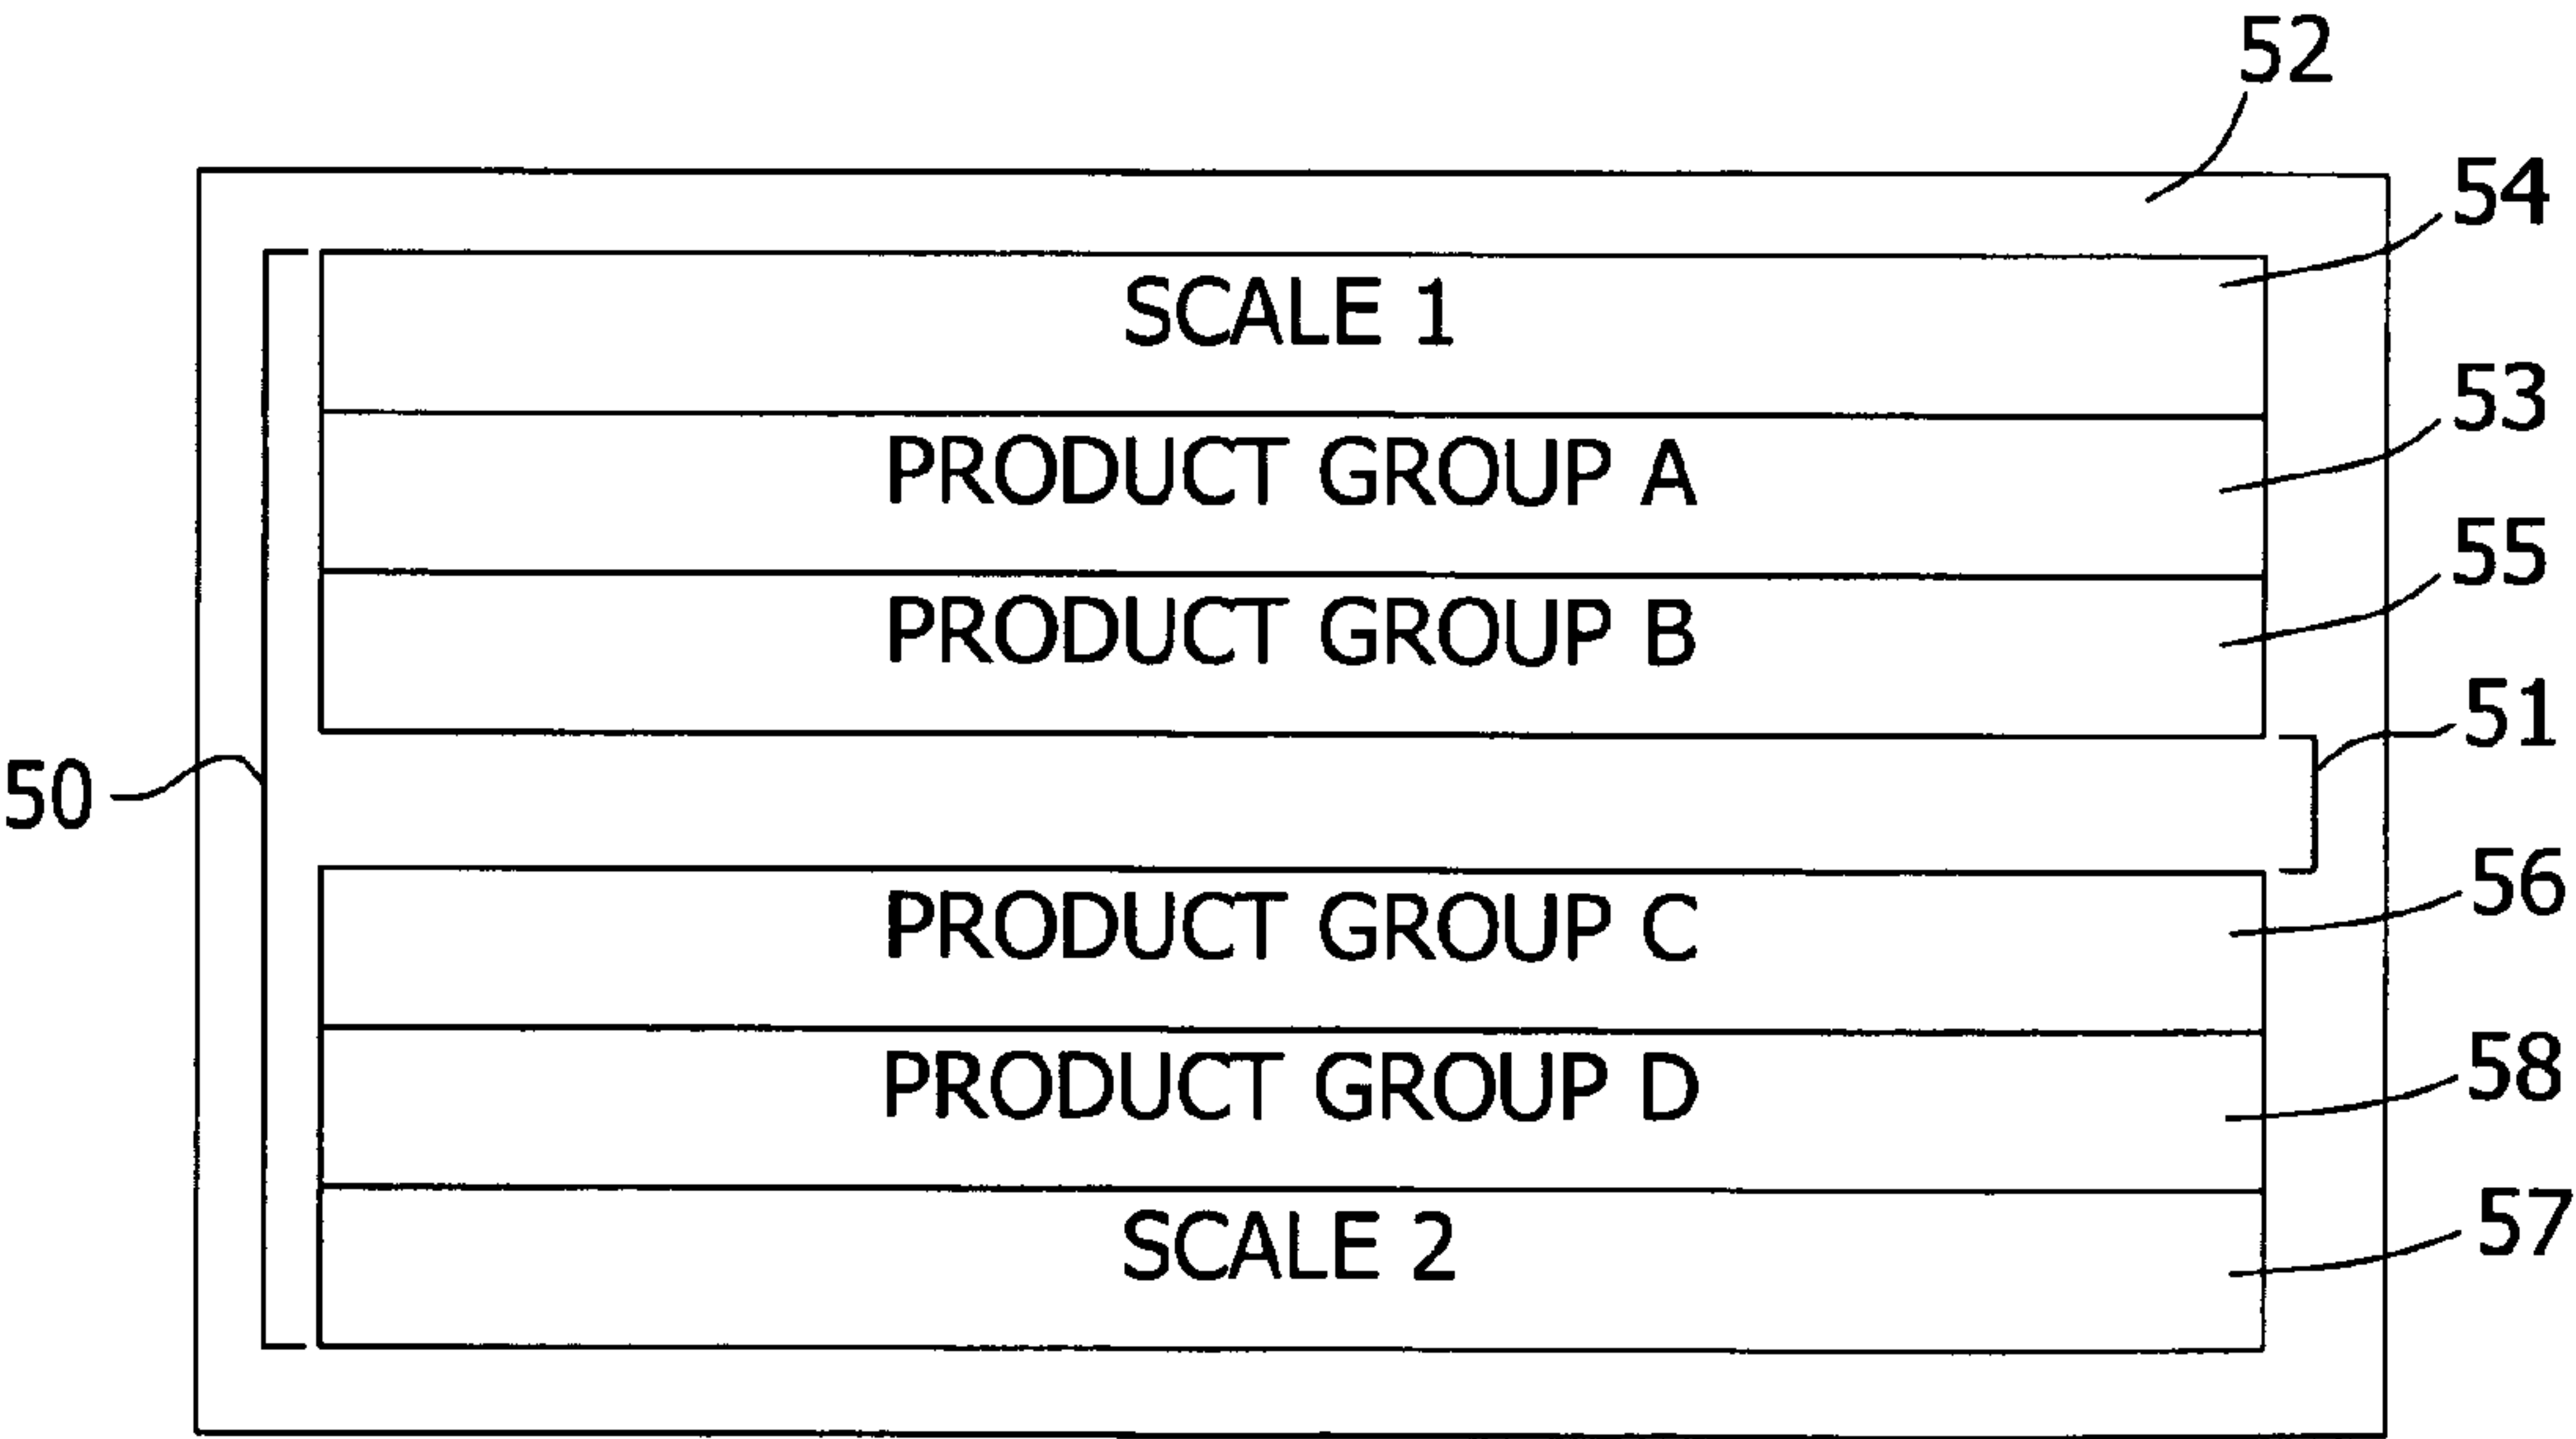 52
54
SCALE 1
53
PRODUCT GROUP A
55
PRODUCT GROUP B
51
50
56
PRODUCT GROUP C
58
PRODUCT GROUP D
57
SCALE 2